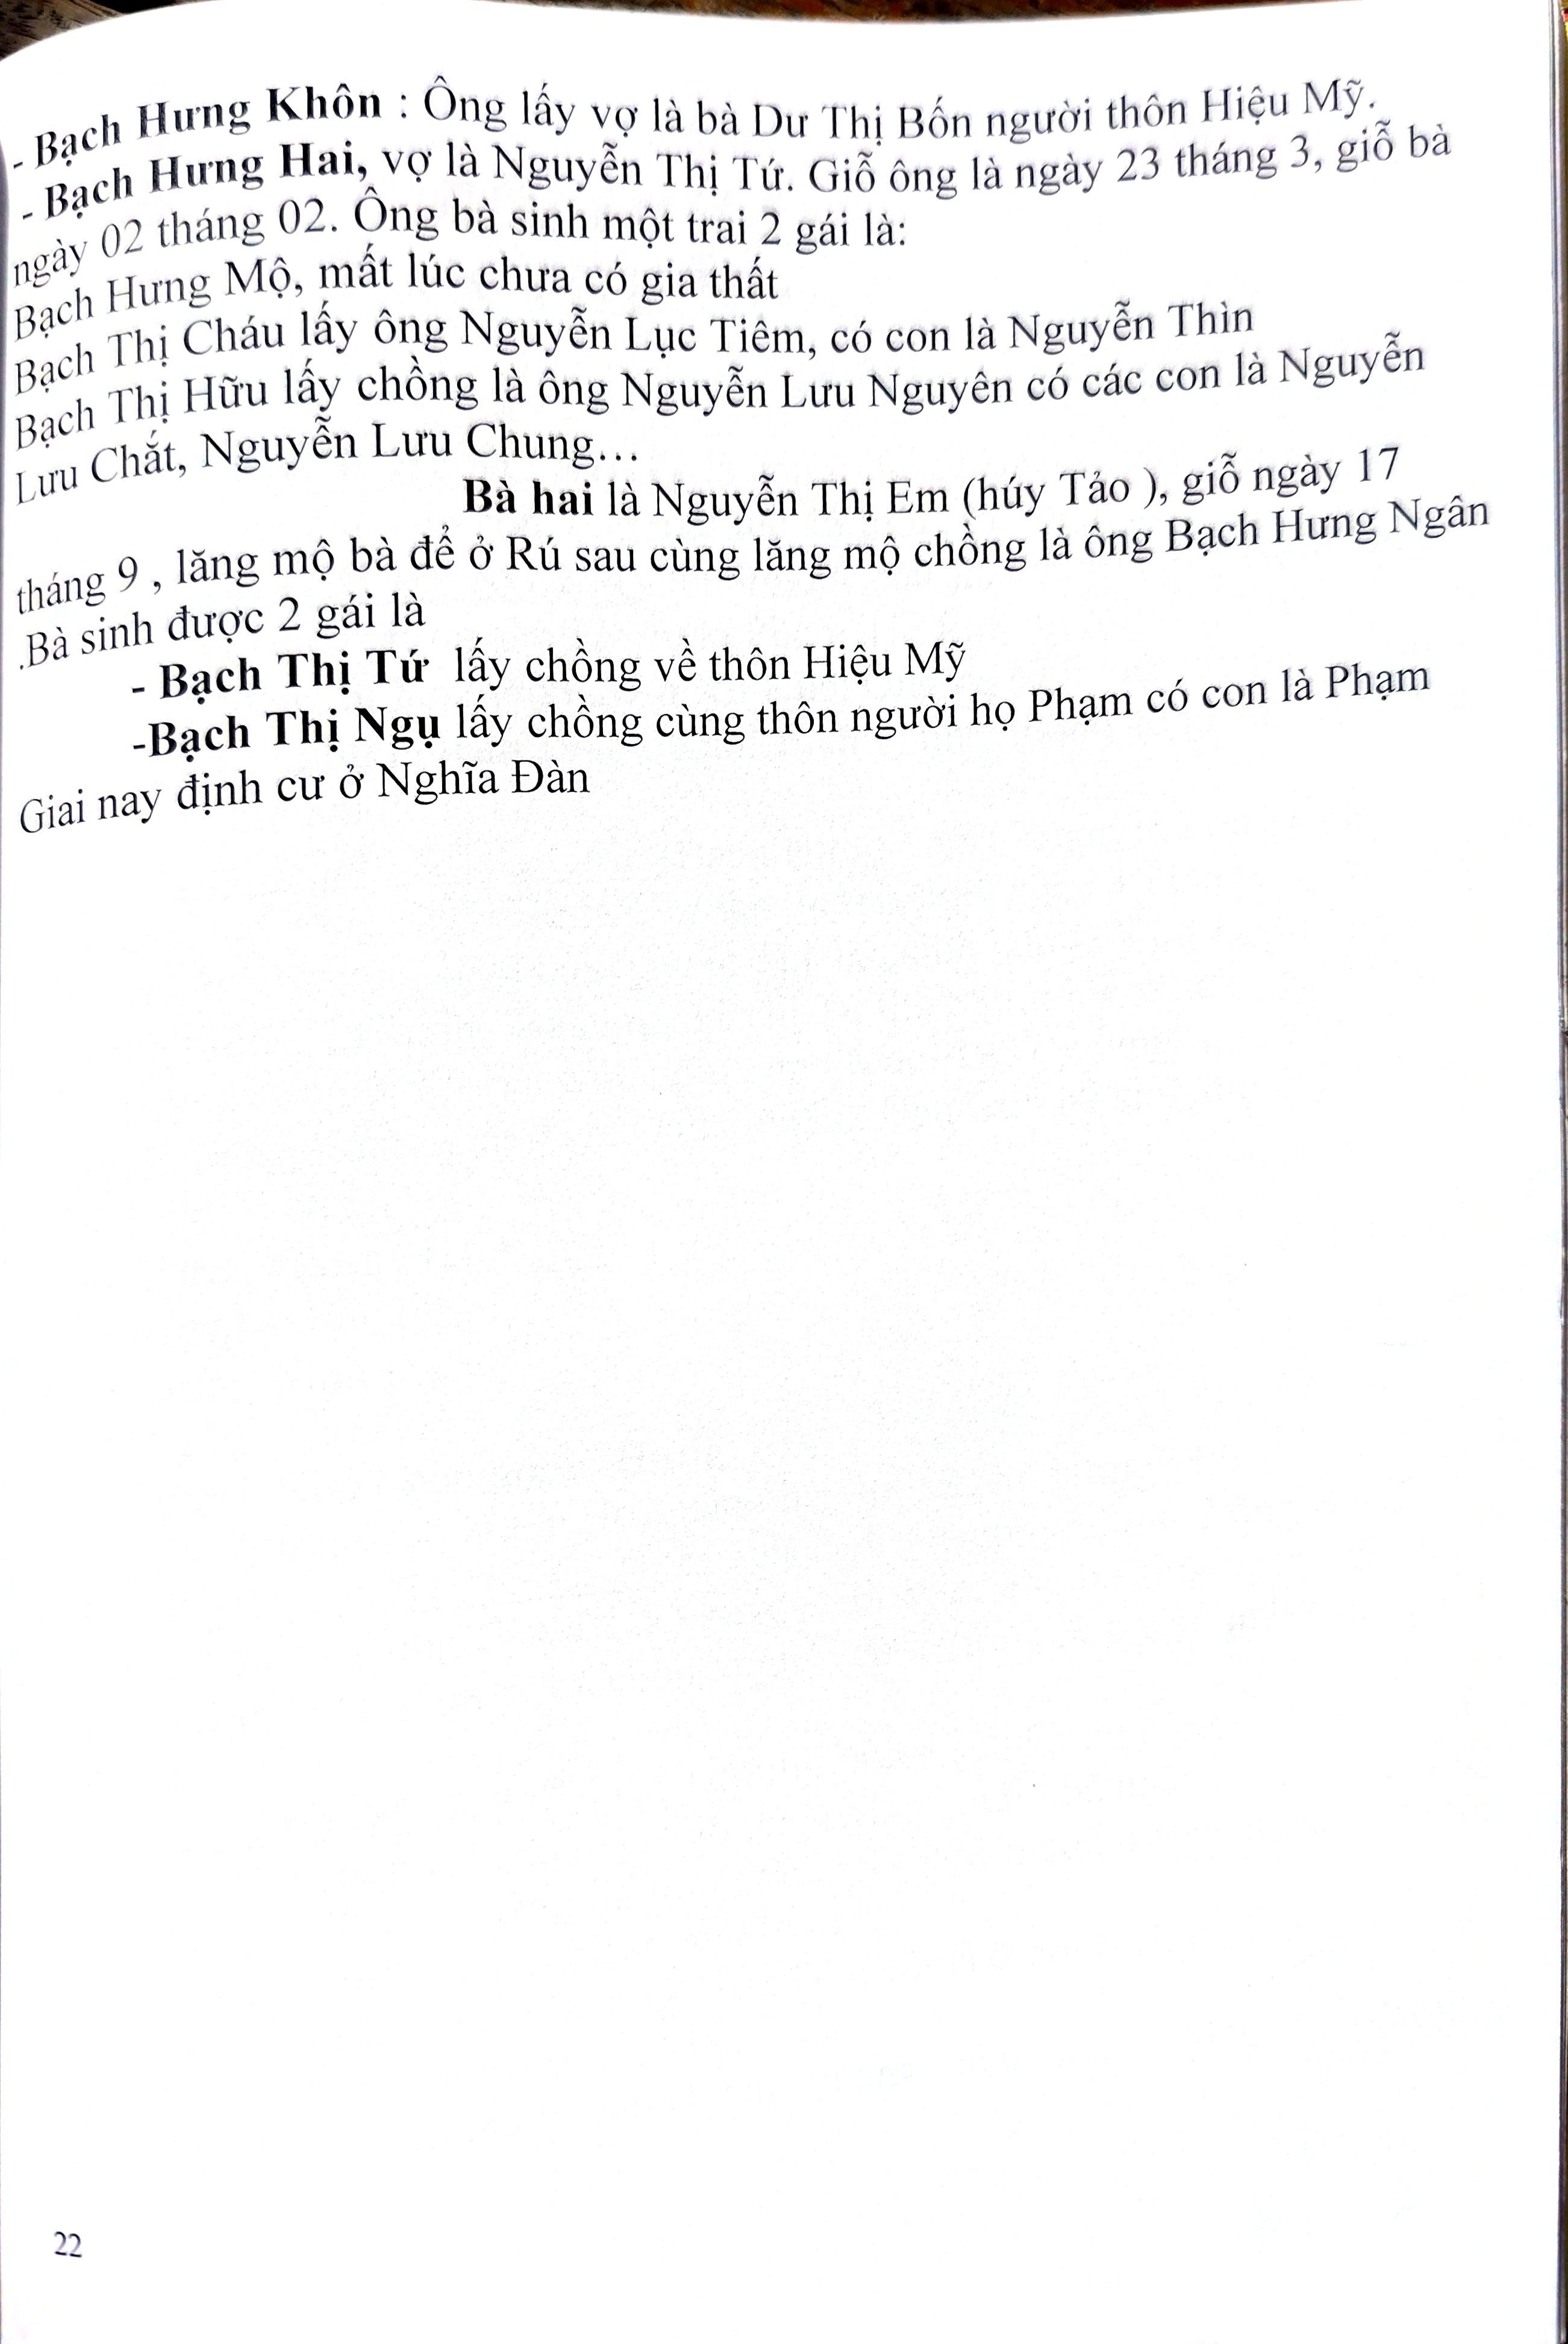 - Bạch Hưng Khôn : Ông lấy vợ là bà Dư Thị Bốn người thôn Hiệu Mỹ.
- Bạch Hưng Hai, vợ là Nguyễn Thị Tứ. Giỗ ông là ngày 23 tháng 3, giỗ bà
ngày 02 tháng 02. Ông bà sinh một trai 2 gái là:
Bạch Hưng Mộ, mất lúc chưa có gia thất
Bạch Thị Cháu lấy ông Nguyễn Lục Tiêm, có con là Nguyễn Thìn
Bạch Thị Hữu lấy chồng là ông Nguyễn Lưu Nguyên có các con là Nguyễn
Lưu Chắt, Nguyễn Lưu Chung...
Bà hai là Nguyễn Thị Em (húy Tảo ), giỗ ngày 17
tháng 9 , lăng mộ bà để ở Rú sau cùng lăng mộ chồng là ông Bạch Hưng Ngân
.Bà sinh được 2 gái là
- Bạch Thị Tứ lấy chồng về thôn Hiệu Mỹ
-Bạch Thị Ngụ lấy chồng cùng thôn người họ Phạm có con là Phạm
Giai nay định cư ở Nghĩa Đàn
22